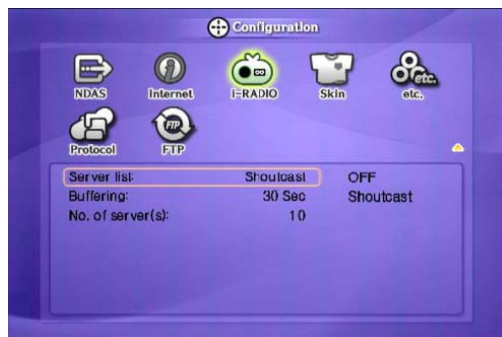 Configuration
NDAS Internet i-RADIO Skin etc.
Protocol FTP
Server list: Shoutcast OFF
Buffering: 30 Sec Shoutcast
No. of server(s): 10